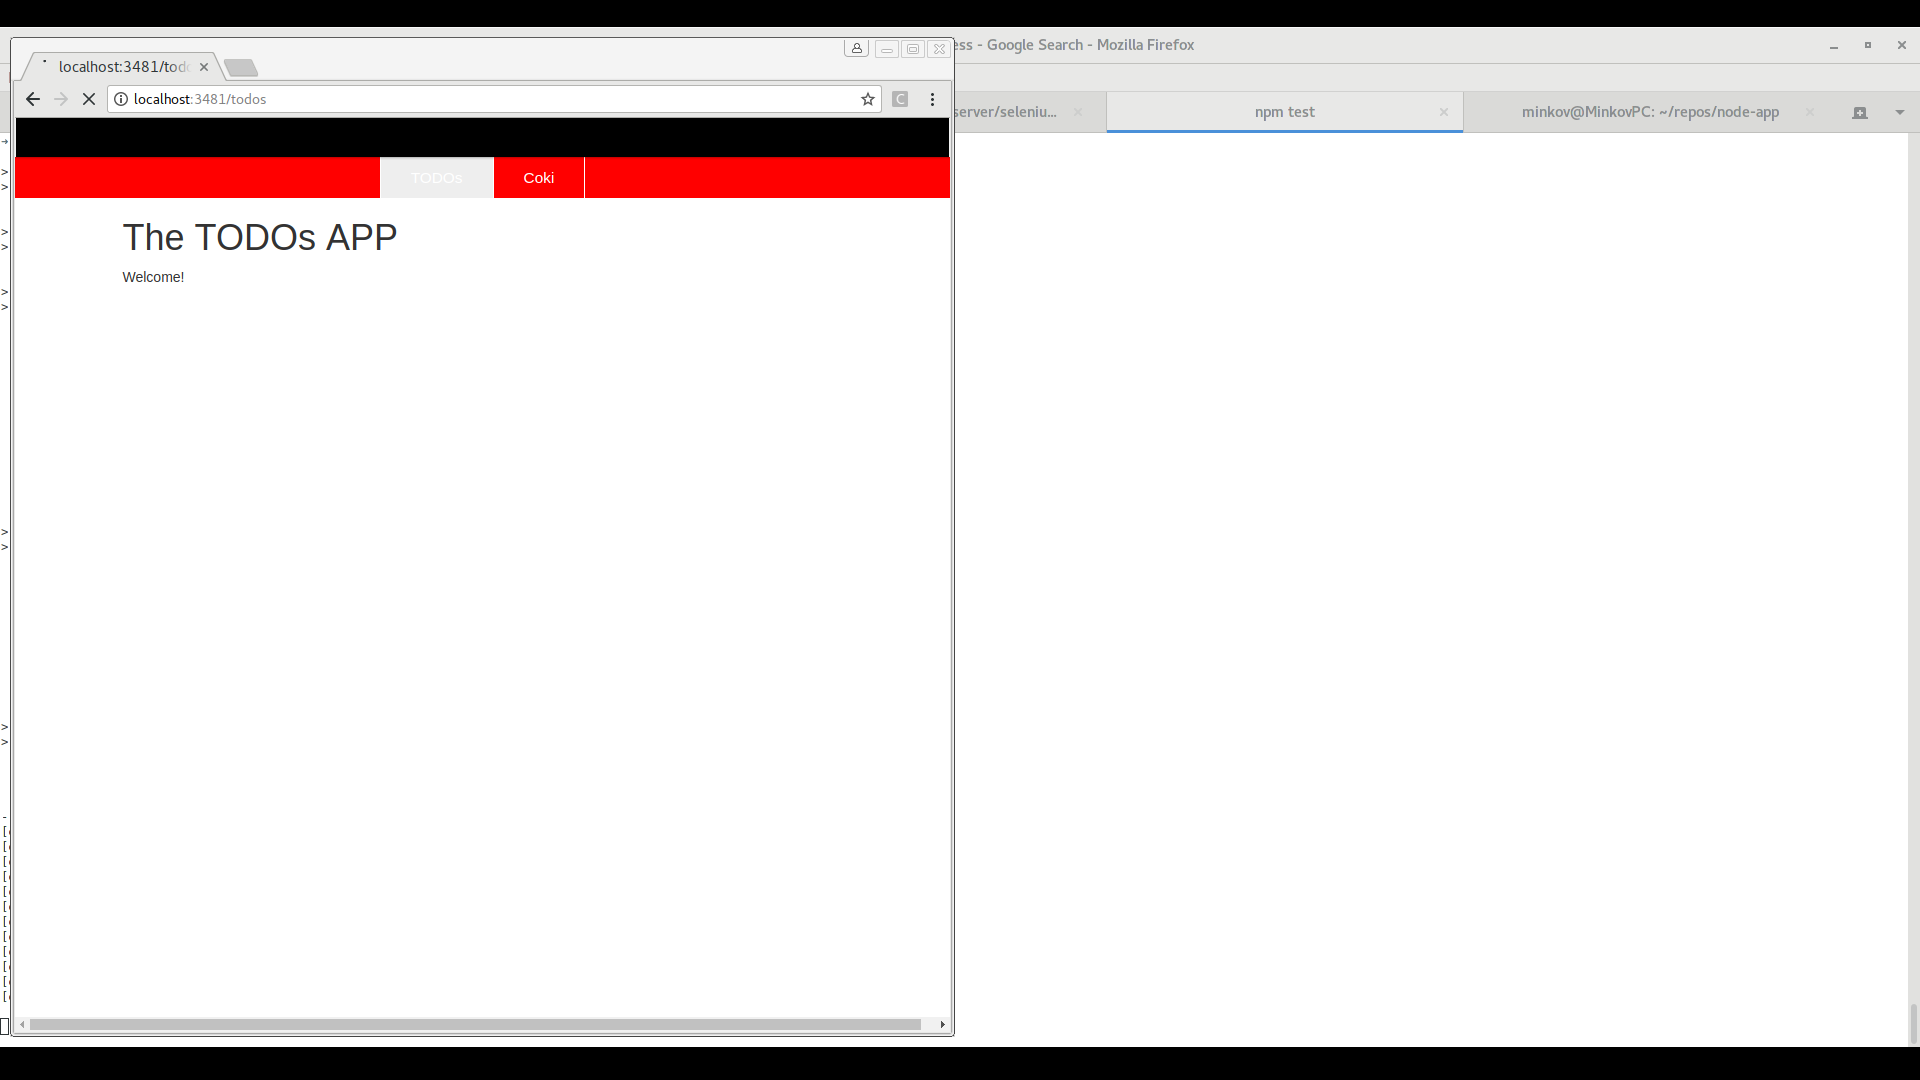 ess - Google Search - Mozilla Firefox
localhost:3481/todo
localhost:3481/todos
server/seleniu...
npm test
minkov@MinkovPC: ~/repos/node-app
TODOs
Coki
The TODOs APP
Welcome!